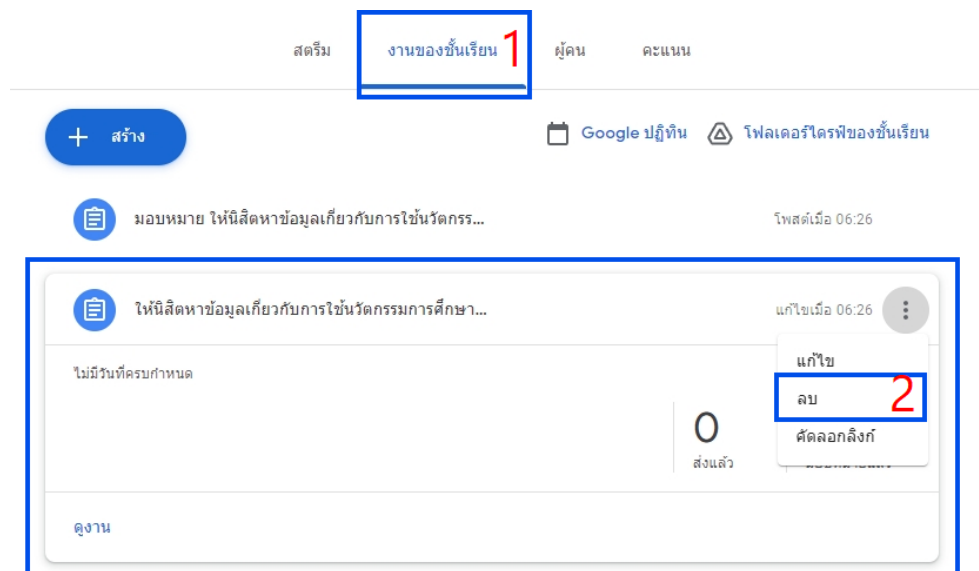 สตรีม งานของชั้นเรียน 1 ผู้คน คะแนน
+ สร้าง Google ปฏิทิน โฟลเดอร์ไดรฟ์ของชั้นเรียน
มอบหมาย ให้นิสิตหาข้อมูลเกี่ยวกับการใช้นวัตกรร... โพสต์เมื่อ 06:26
ให้นิสิตหาข้อมูลเกี่ยวกับการใช้นวัตกรรมการศึกษา... แก้ไขเมื่อ 06:26
แก้ไข
ไม่มีวันที่ครบกำหนด
ลบ 2
0
คัดลอกลิงก์
ส่งแล้ว
ดูงาน